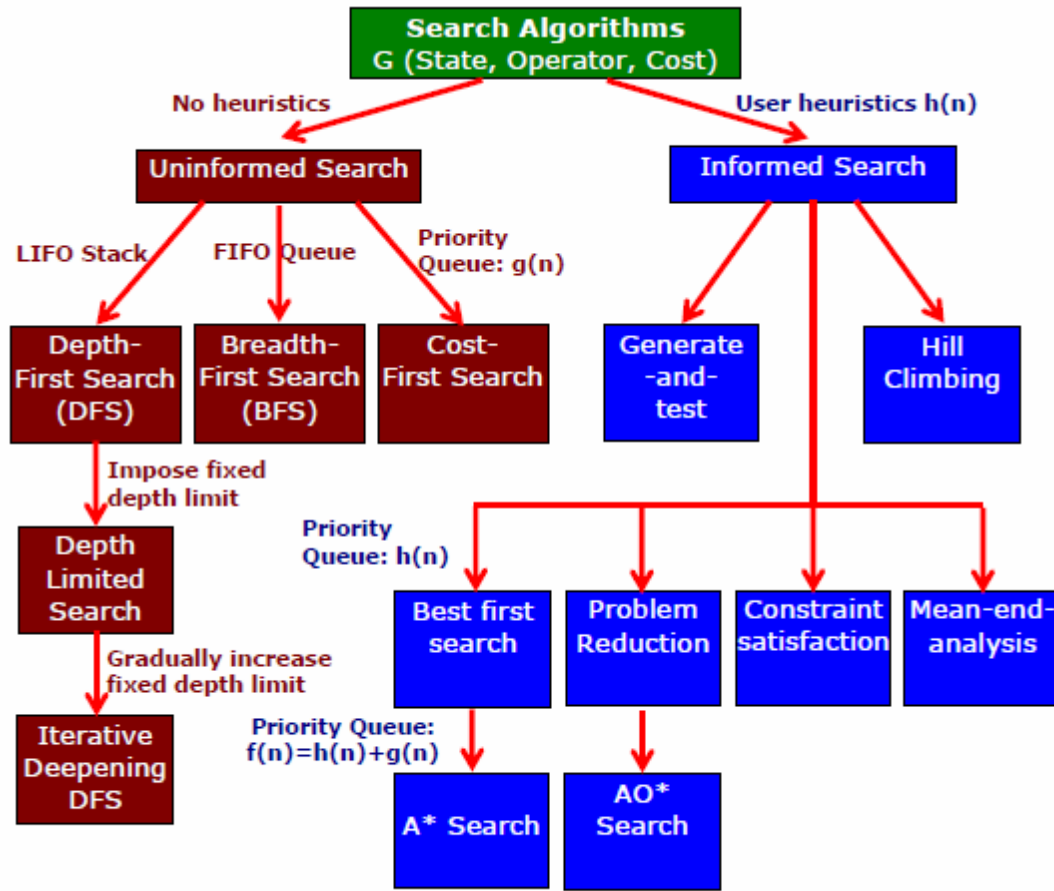 Search Algorithms
G (State, Operator, Cost)
No heuristics
User heuristics h(n)
Uninformed Search
Informed Search
LIFO Stack
FIFO Queue
Priority
Queue: g(n)
Depth-
First Search
(DFS)
Breadth-
First Search
(BFS)
Cost-
First Search
Generate
-and-
test
Hill
Climbing
Impose fixed
depth limit
Depth
Limited
Search
Priority
Queue: h(n)
Best first
search
Problem
Reduction
Constraint
satisfaction
Mean-end-
analysis
Gradually increase
fixed depth limit
Iterative
Deepening
DFS
Priority Queue:
f(n)=h(n)+g(n)
A* Search
AO*
Search